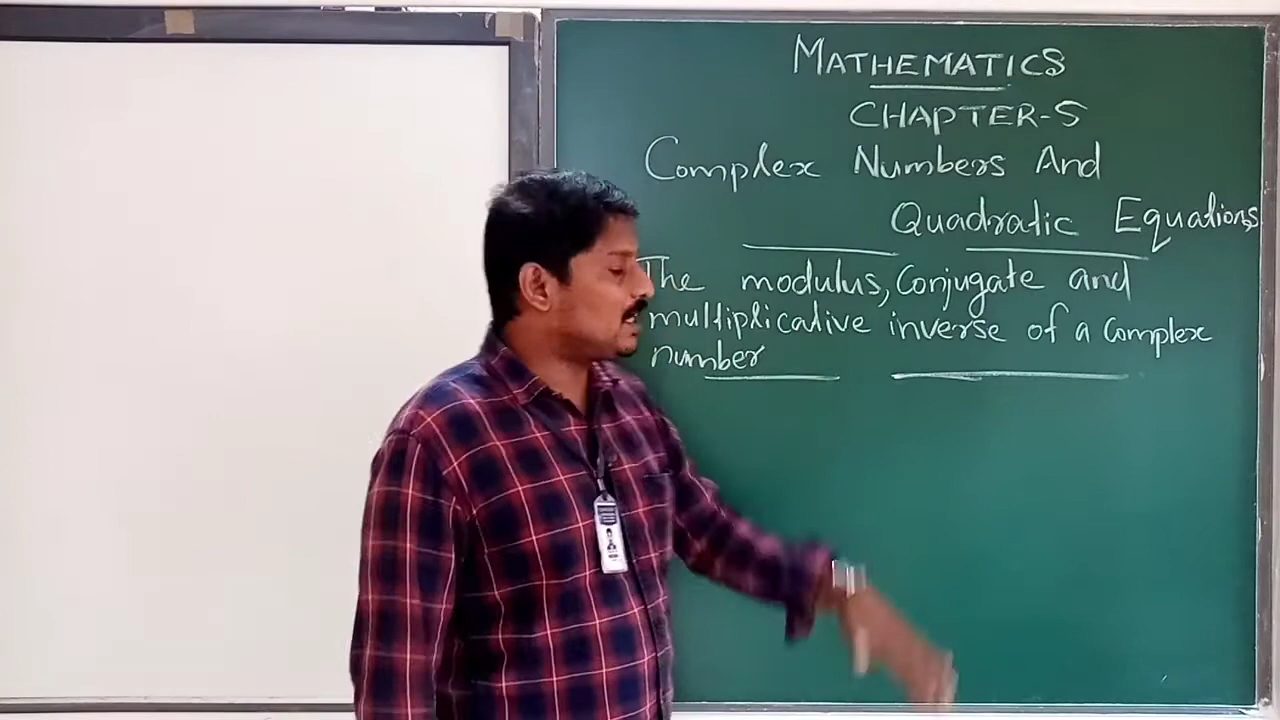 MATHEMATICS
CHAPTER-5
Complex Numbers And
Quadratic Equations
The modulus, Conjugate and
multiplicative inverse of a Complex
number